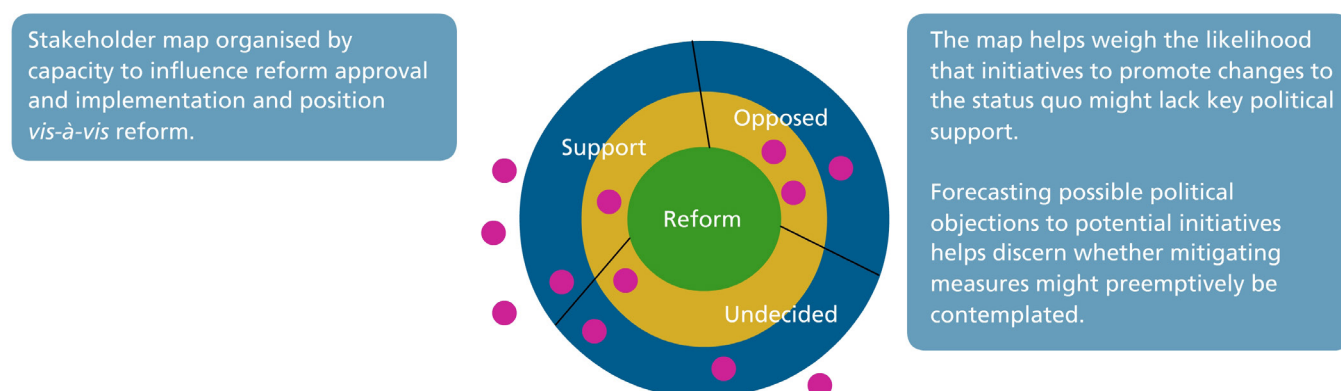 Stakeholder map organised by
capacity to influence reform approval
and implementation and position
vis-à-vis reform.
Support
Opposed
Reform
Undecided
The map helps weigh the likelihood
that initiatives to promote changes to
the status quo might lack key political
support.
Forecasting possible political
objections to potential initiatives
helps discern whether mitigating
measures might preemptively be
contemplated.